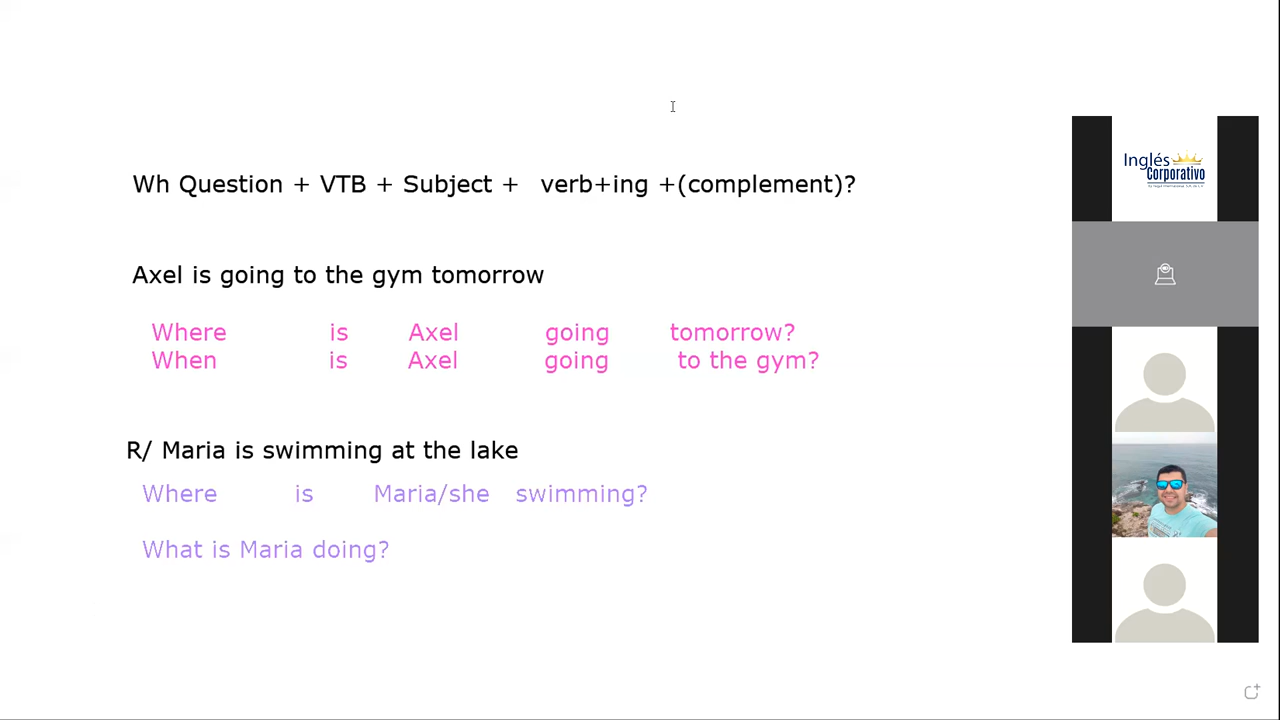 Wh Question + VTB + Subject + verb+ing +(complement)?
Axel is going to the gym tomorrow
Where is Axel going tomorrow?
When is Axel going to the gym?
R/ Maria is swimming at the lake
Where is Maria/she swimming?
What is Maria doing?
Inglés
Corporativo